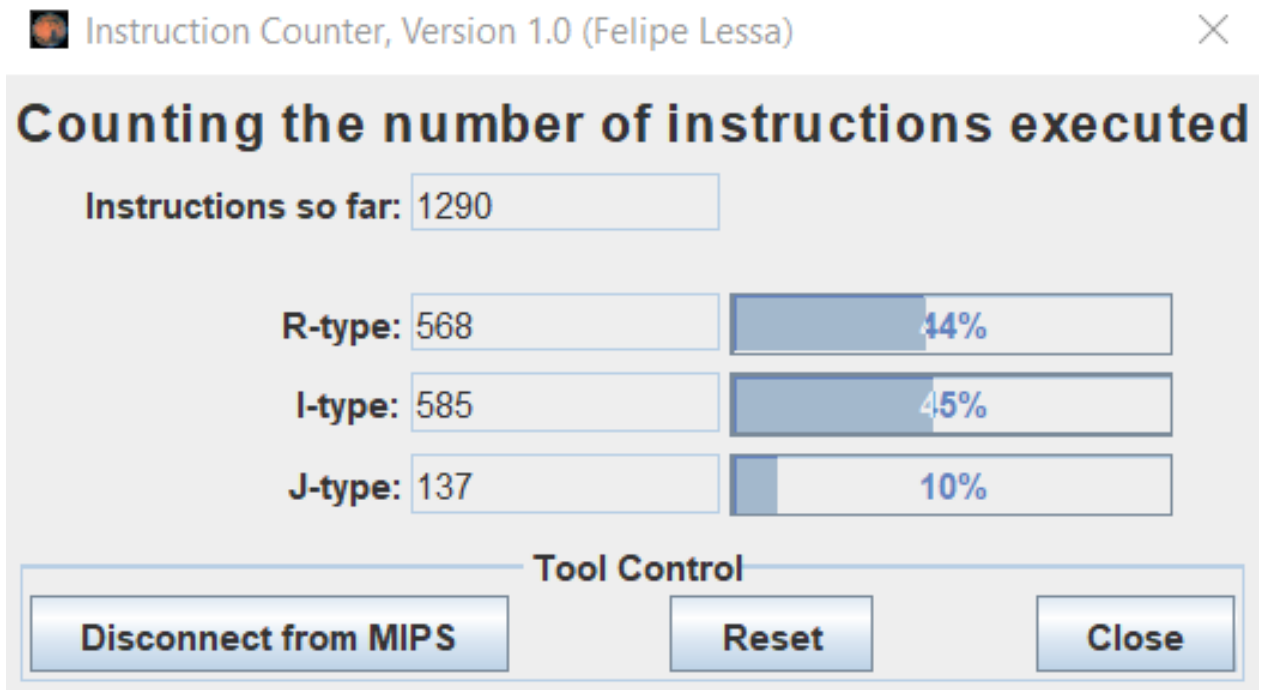 Instruction Counter, Version 1.0 (Felipe Lessa)
Counting the number of instructions executed
Instructions so far: 1290
R-type: 568 44%
I-type: 585 45%
J-type: 137 10%
Tool Control
Disconnect from MIPS Reset Close